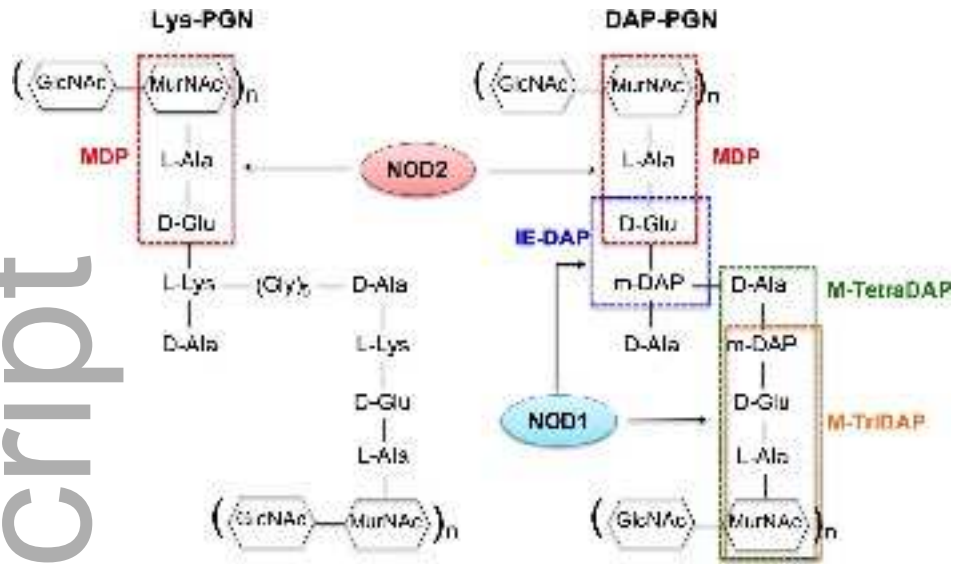 Lys-PGN
DAP-PGN
(GlcNAc MurNAc)n
(GlcNAc MurNAc)n
MDP
L-Ala
NOD2
L-Ala
MDP
D-Glu
D-Glu
IE-DAP
L-Lys (Gly)5 D-Ala
m-DAP D-Ala
M-TetraDAP
D-Ala
L-Lys
D-Ala
m-DAP
D-Glu
NOD1
D-Glu
M-TriDAP
L-Ala
L-Ala
(GlcNAc MurNAc)n
(GlcNAc MurNAc)n
cript